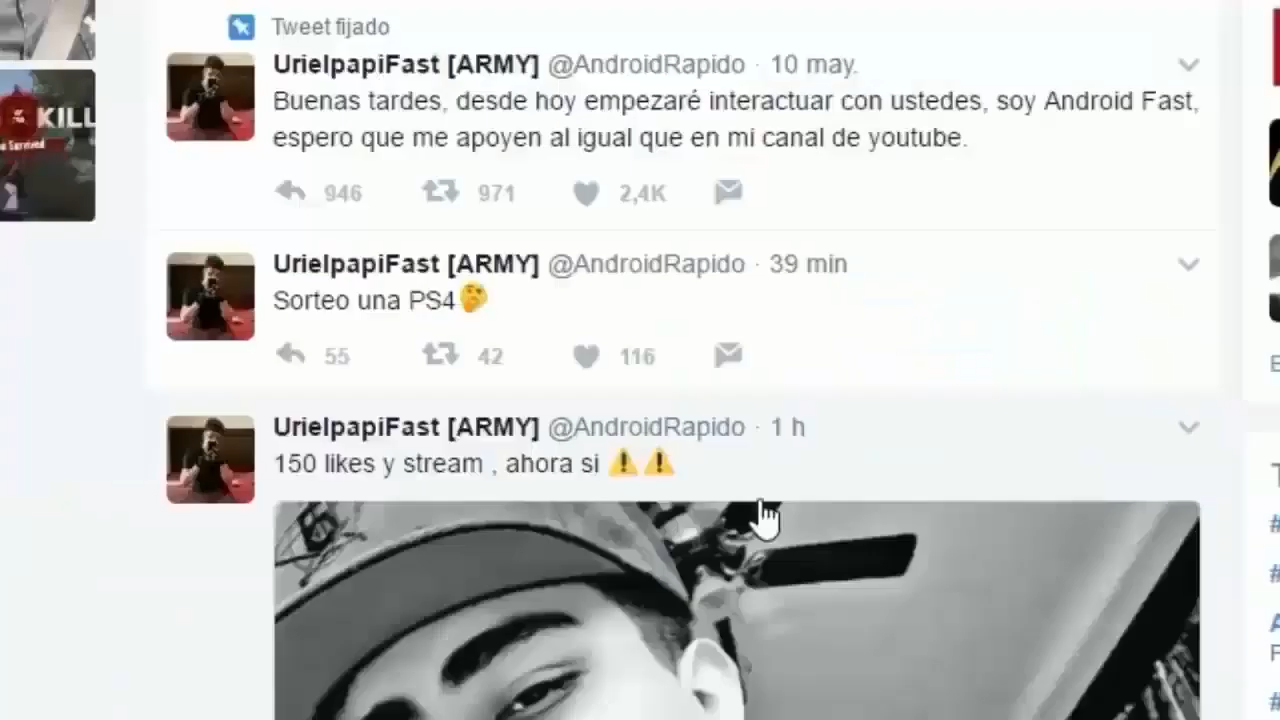 Tweet fijado
UrielpapiFast [ARMY] @AndroidRapido · 10 may.
KILL
Buenas tardes, desde hoy empezaré interactuar con ustedes, soy Android Fast,
Survived
espero que me apoyen al igual que en mi canal de youtube.
946 971 2,4K
UrielpapiFast [ARMY] @AndroidRapido · 39 min
Sorteo una PS4🤔
55 42 116
UrielpapiFast [ARMY] @AndroidRapido · 1 h
150 likes y stream , ahora si ⚠️⚠️